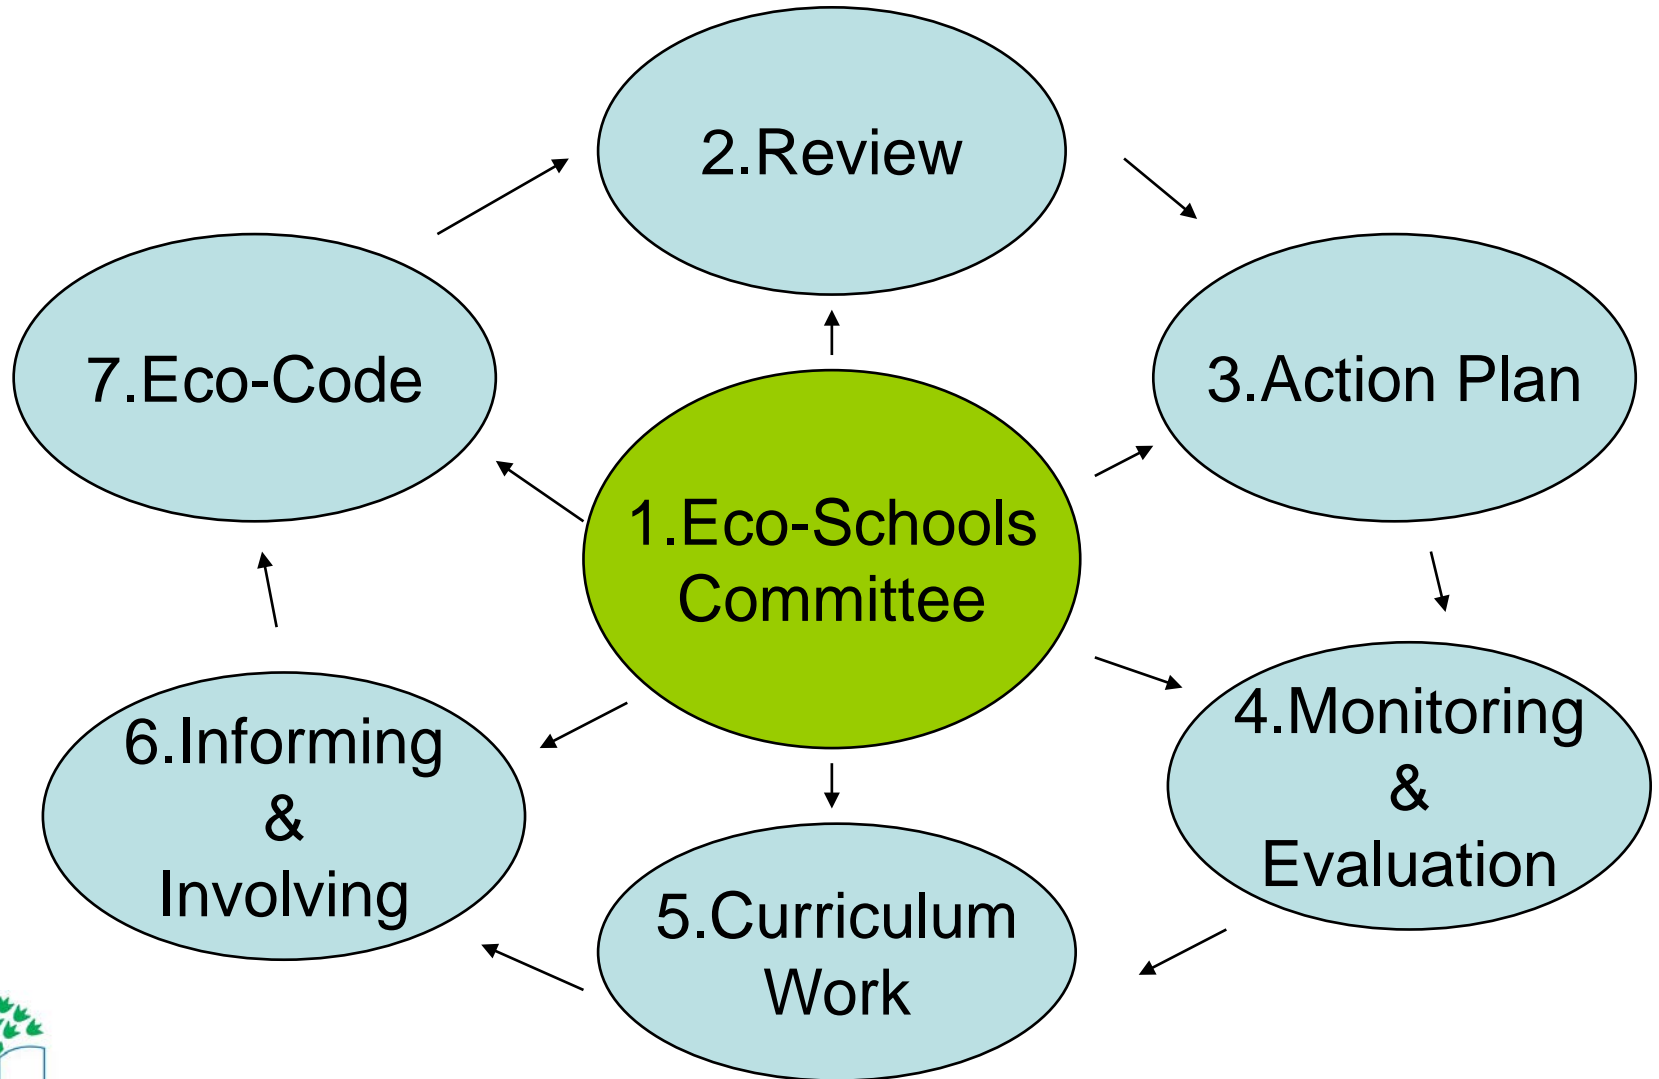 2.Review
7.Eco-Code
3.Action Plan
1.Eco-Schools
Committee
4.Monitoring
&
Evaluation
6.Informing
&
Involving
5.Curriculum
Work